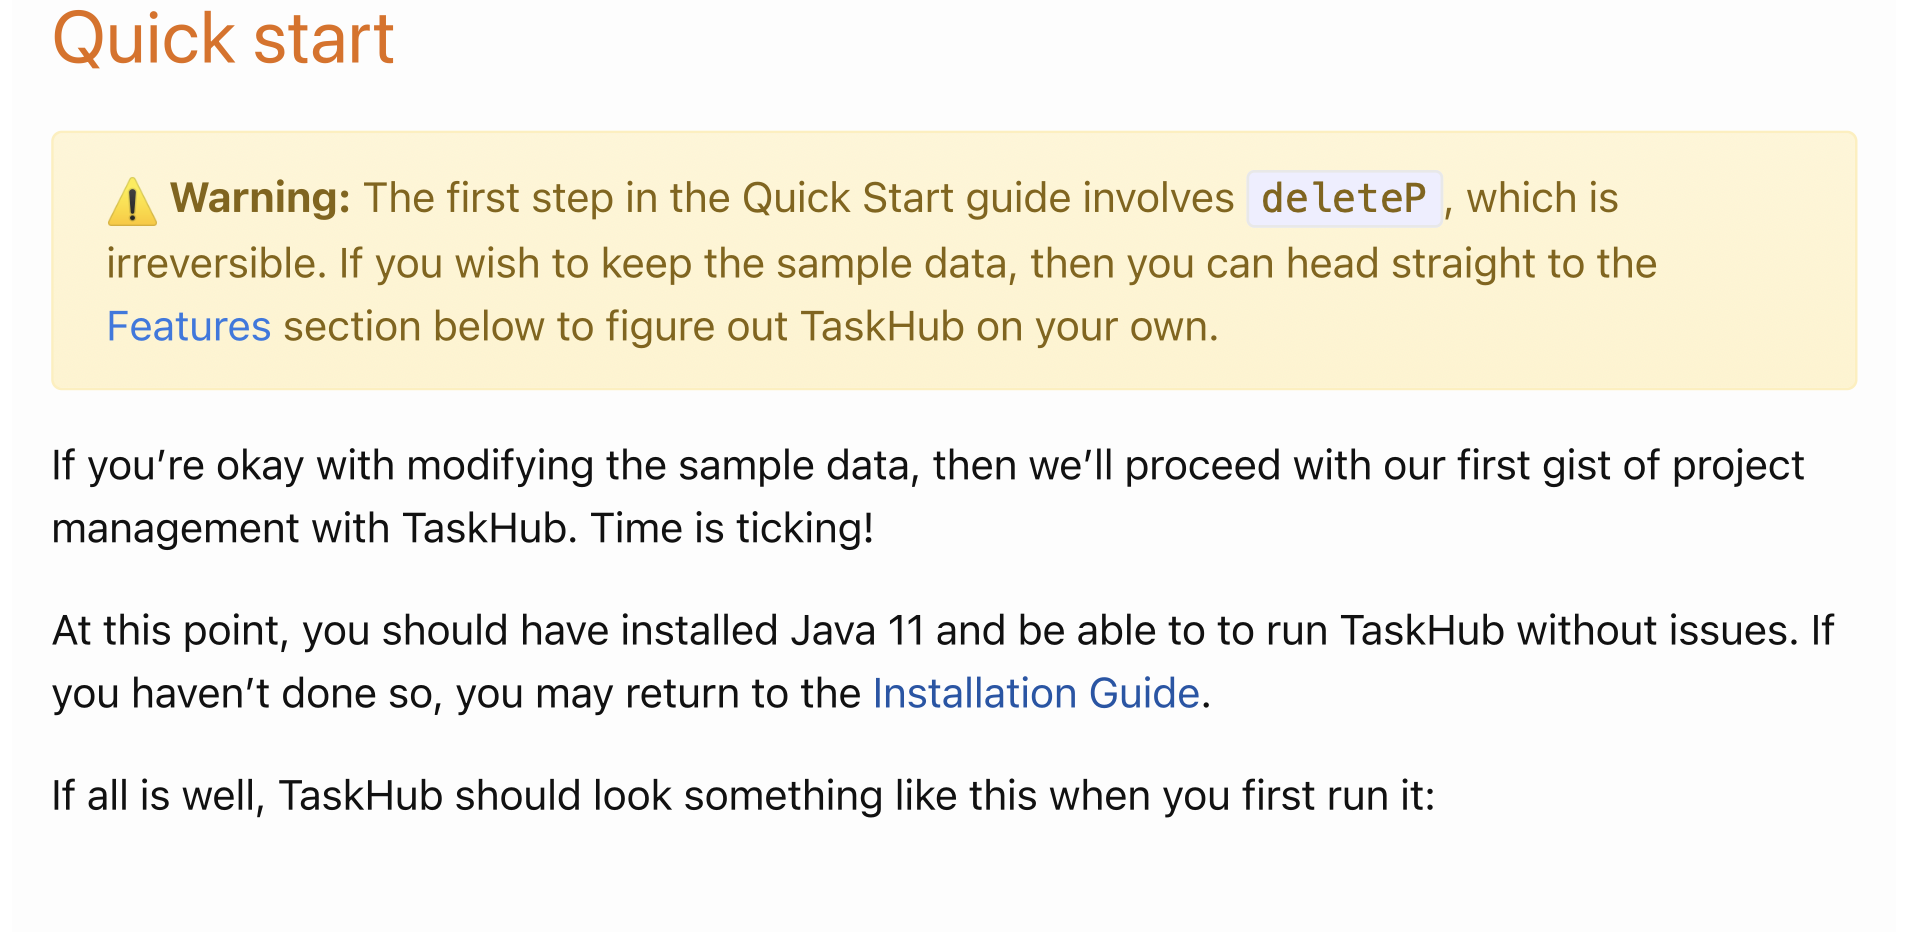 Quick start
⚠️ Warning: The first step in the Quick Start guide involves deleteP, which is
irreversible. If you wish to keep the sample data, then you can head straight to the
Features section below to figure out TaskHub on your own.
If you’re okay with modifying the sample data, then we’ll proceed with our first gist of project
management with TaskHub. Time is ticking!
At this point, you should have installed Java 11 and be able to to run TaskHub without issues. If
you haven’t done so, you may return to the Installation Guide.
If all is well, TaskHub should look something like this when you first run it: